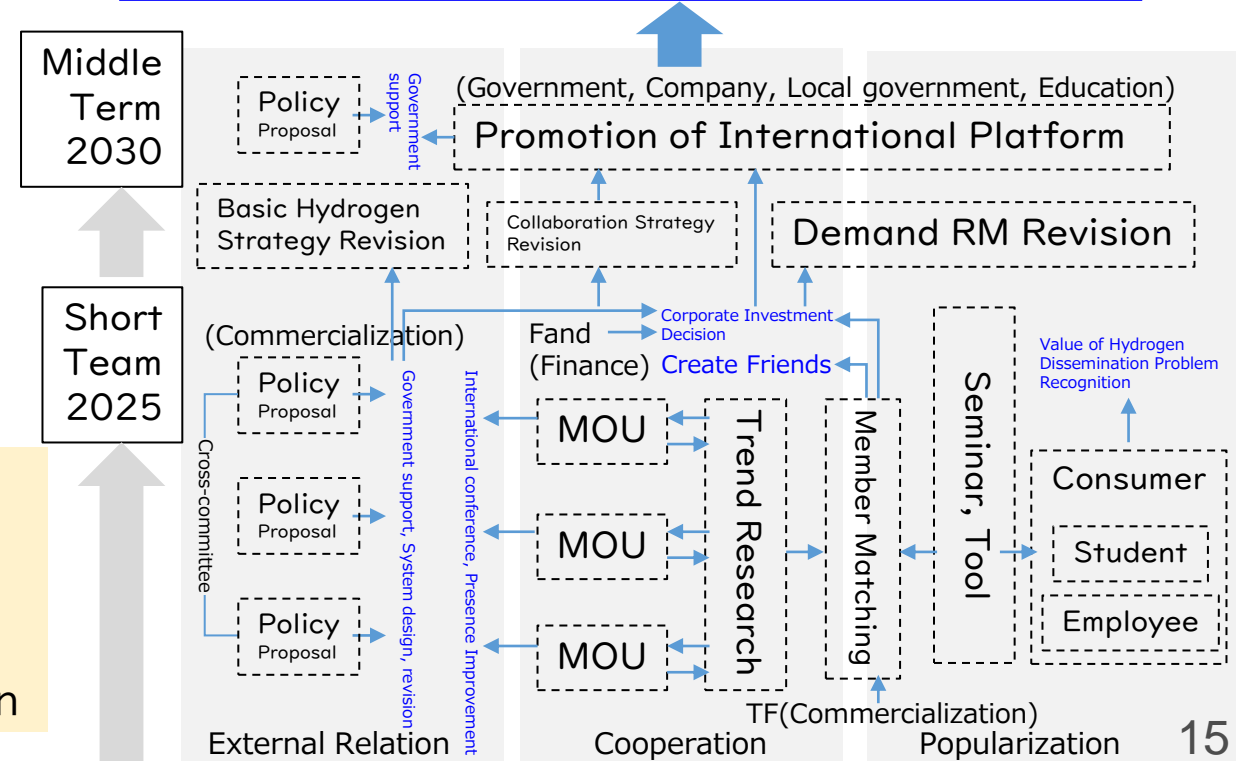 Middle
Term
2030
Policy
Proposal
Government
support
(Government, Company, Local government, Education)
Promotion of International Platform
Basic Hydrogen
Strategy Revision
Collaboration Strategy
Revision
Demand RM Revision
Short
Team
2025
(Commercialization)
Fand
(Finance)
Corporate Investment
Decision
Create Friends
Value of Hydrogen
Dissemination Problem
Recognition
Cross-committee
Policy
Proposal
Policy
Proposal
Policy
Proposal
Government support, System design, revision
International conference, Presence Improvement
MOU
MOU
MOU
Trend Research
Member Matching
Seminar, Tool
Consumer
Student
Employee
TF(Commercialization)
n
External Relation
Cooperation
Popularization
15